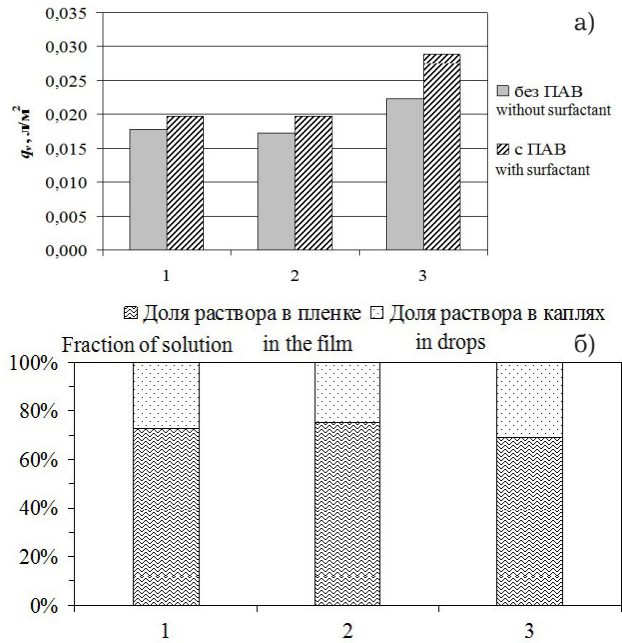 а)
0,035
0,030
0,025
0,020
0,015
0,010
0,005
0,000
qᵥ, л/м²
1 2 3
без ПАВ
without surfactant
с ПАВ
with surfactant
Доля раствора в пленке Доля раствора в каплях
Fraction of solution in the film in drops
б)
100%
80%
60%
40%
20%
0%
1 2 3